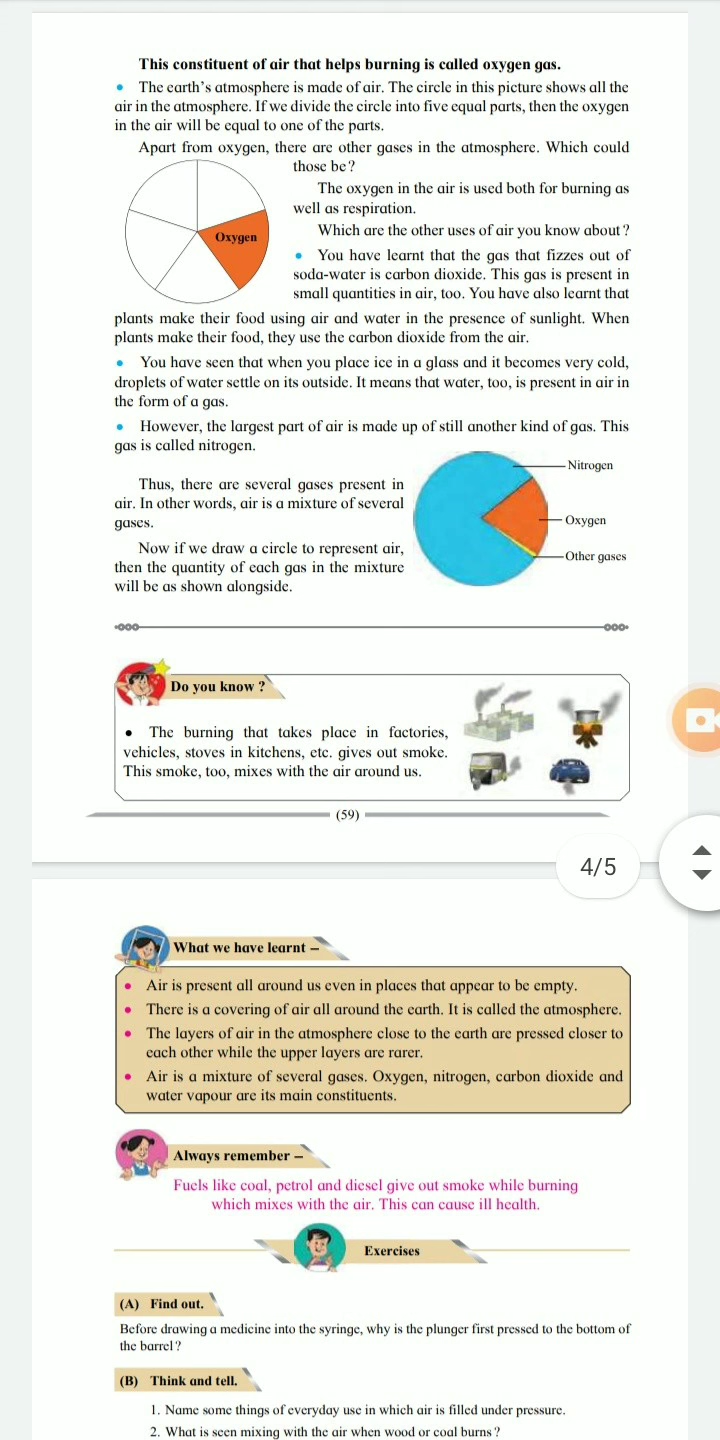 This constituent of air that helps burning is called oxygen gas.
• The earth's atmosphere is made of air. The circle in this picture shows all the
air in the atmosphere. If we divide the circle into five equal parts, then the oxygen
in the air will be equal to one of the parts.
Apart from oxygen, there are other gases in the atmosphere. Which could
those be?
The oxygen in the air is used both for burning as
well as respiration.
Oxygen
Which are the other uses of air you know about ?
• You have learnt that the gas that fizzes out of
soda-water is carbon dioxide. This gas is present in
small quantities in air, too. You have also learnt that
plants make their food using air and water in the presence of sunlight. When
plants make their food, they use the carbon dioxide from the air.
• You have seen that when you place ice in a glass and it becomes very cold,
droplets of water settle on its outside. It means that water, too, is present in air in
the form of a gas.
• However, the largest part of air is made up of still another kind of gas. This
gas is called nitrogen.
Thus, there are several gases present in
air. In other words, air is a mixture of several
gases.
Now if we draw a circle to represent air,
then the quantity of each gas in the mixture
will be as shown alongside.
Nitrogen
Oxygen
Other gases
Do you know ?
• The burning that takes place in factories,
vehicles, stoves in kitchens, etc. gives out smoke.
This smoke, too, mixes with the air around us.
(59)
4/5
What we have learnt –
• Air is present all around us even in places that appear to be empty.
• There is a covering of air all around the earth. It is called the atmosphere.
• The layers of air in the atmosphere close to the earth are pressed closer to
each other while the upper layers are rarer.
• Air is a mixture of several gases. Oxygen, nitrogen, carbon dioxide and
water vapour are its main constituents.
Always remember –
Fuels like coal, petrol and diesel give out smoke while burning
which mixes with the air. This can cause ill health.
Exercises
(A) Find out.
Before drawing a medicine into the syringe, why is the plunger first pressed to the bottom of
the barrel ?
(B) Think and tell.
1. Name some things of everyday use in which air is filled under pressure.
2. What is seen mixing with the air when wood or coal burns ?